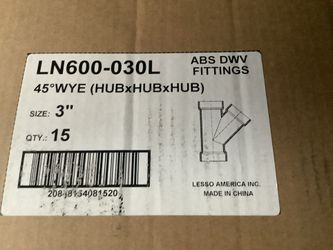 LN600-030L
ABS DWV
FITTINGS
45°WYE (HUBxHUBxHUB)
SIZE: 3"
QTY.: 15
LESSO AMERICA INC.
MADE IN CHINA